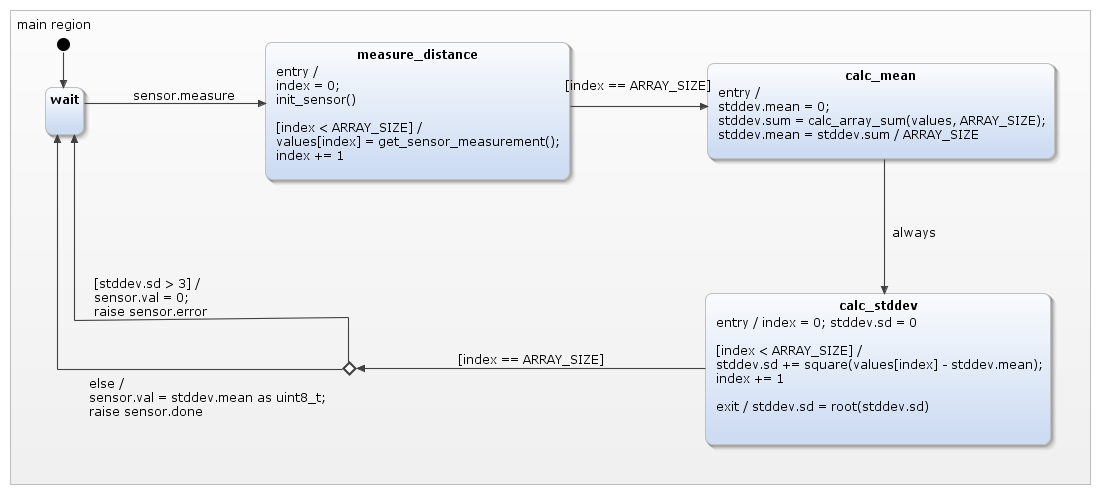 main region
wait
sensor.measure
measure_distance
entry /
index = 0;
init_sensor()
[index < ARRAY_SIZE] /
values[index] = get_sensor_measurement();
index += 1
[index == ARRAY_SIZE]
calc_mean
entry /
stddev.mean = 0;
stddev.sum = calc_array_sum(values, ARRAY_SIZE);
stddev.mean = stddev.sum / ARRAY_SIZE
always
calc_stddev
entry / index = 0; stddev.sd = 0
[index < ARRAY_SIZE] /
stddev.sd += square(values[index] - stddev.mean);
index += 1
exit / stddev.sd = root(stddev.sd)
[index == ARRAY_SIZE]
[stddev.sd > 3] /
sensor.val = 0;
raise sensor.error
else /
sensor.val = stddev.mean as uint8_t;
raise sensor.done